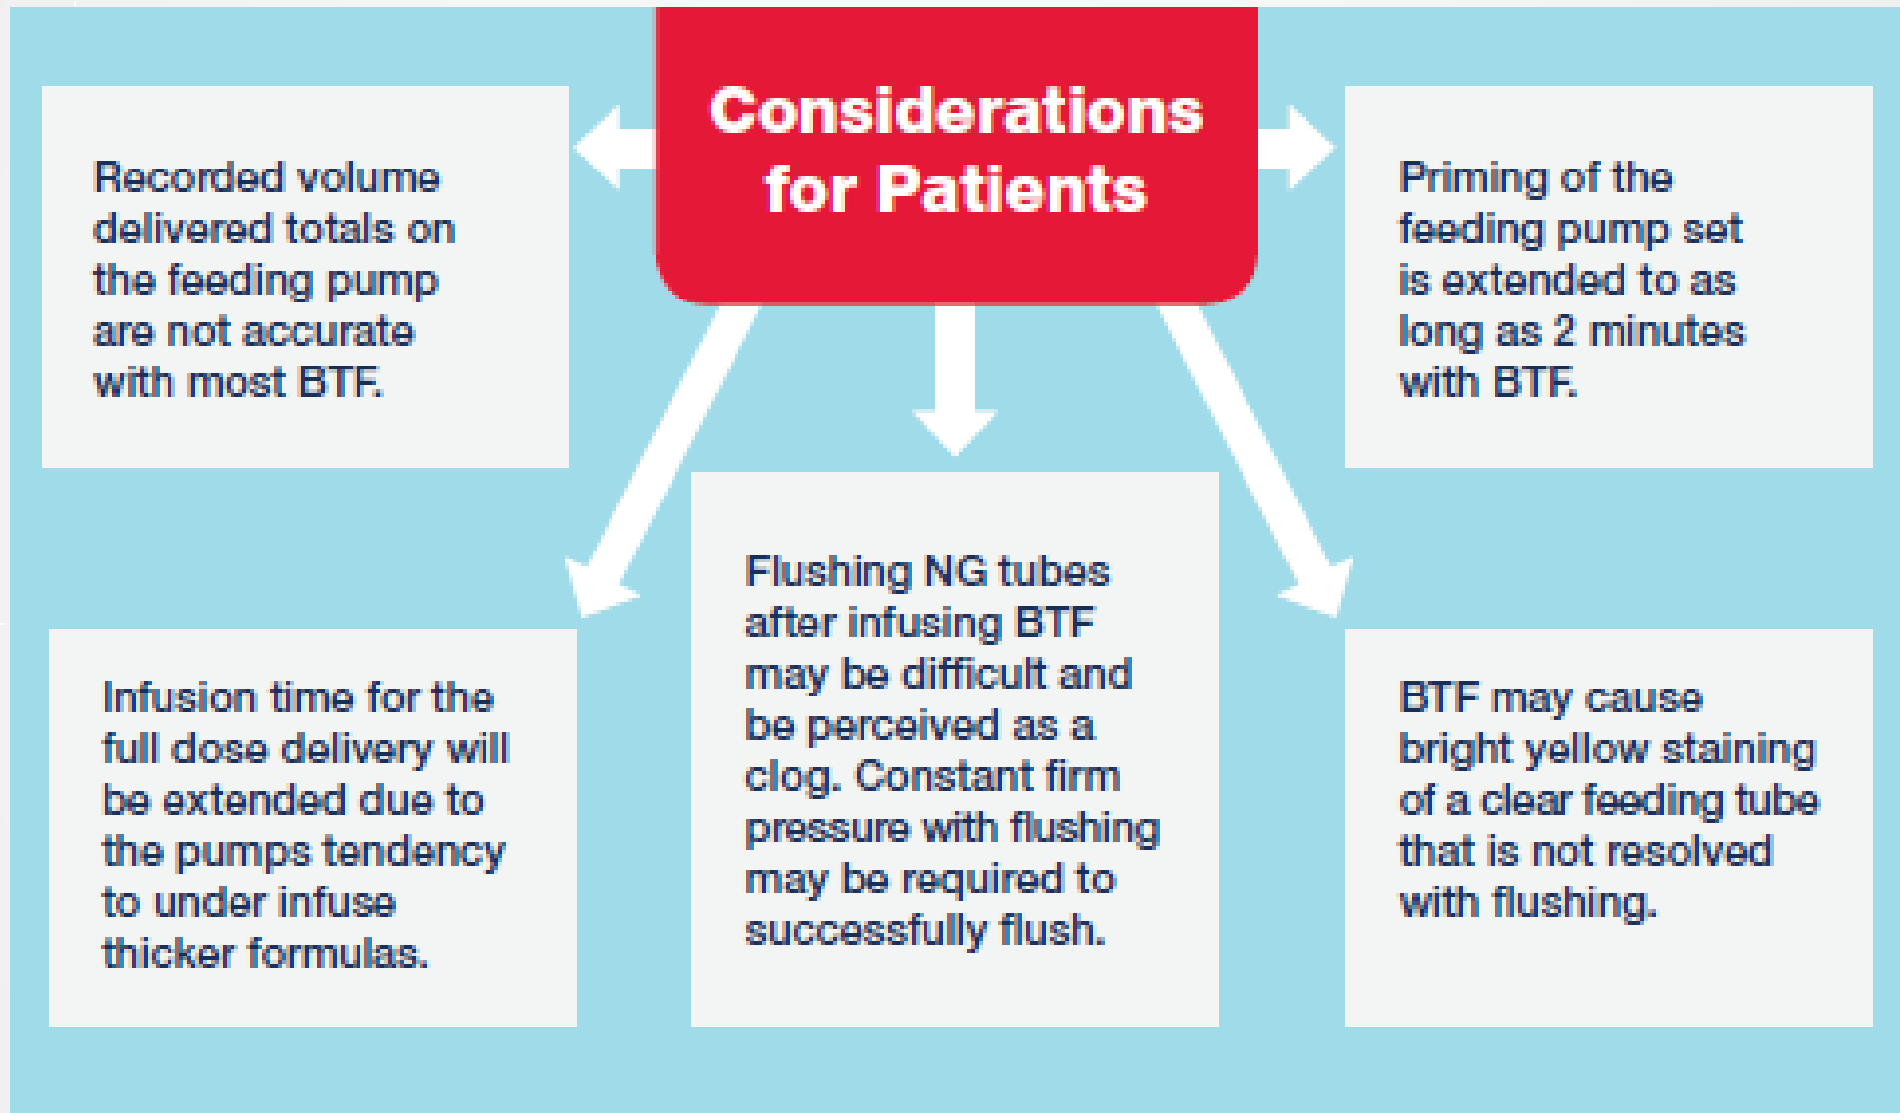 Considerations
for Patients
Recorded volume
delivered totals on
the feeding pump
are not accurate
with most BTF.
Priming of the
feeding pump set
is extended to as
long as 2 minutes
with BTF.
Infusion time for the
full dose delivery will
be extended due to
the pumps tendency
to under infuse
thicker formulas.
Flushing NG tubes
after infusing BTF
may be difficult and
be perceived as a
clog. Constant firm
pressure with flushing
may be required to
successfully flush.
BTF may cause
bright yellow staining
of a clear feeding tube
that is not resolved
with flushing.